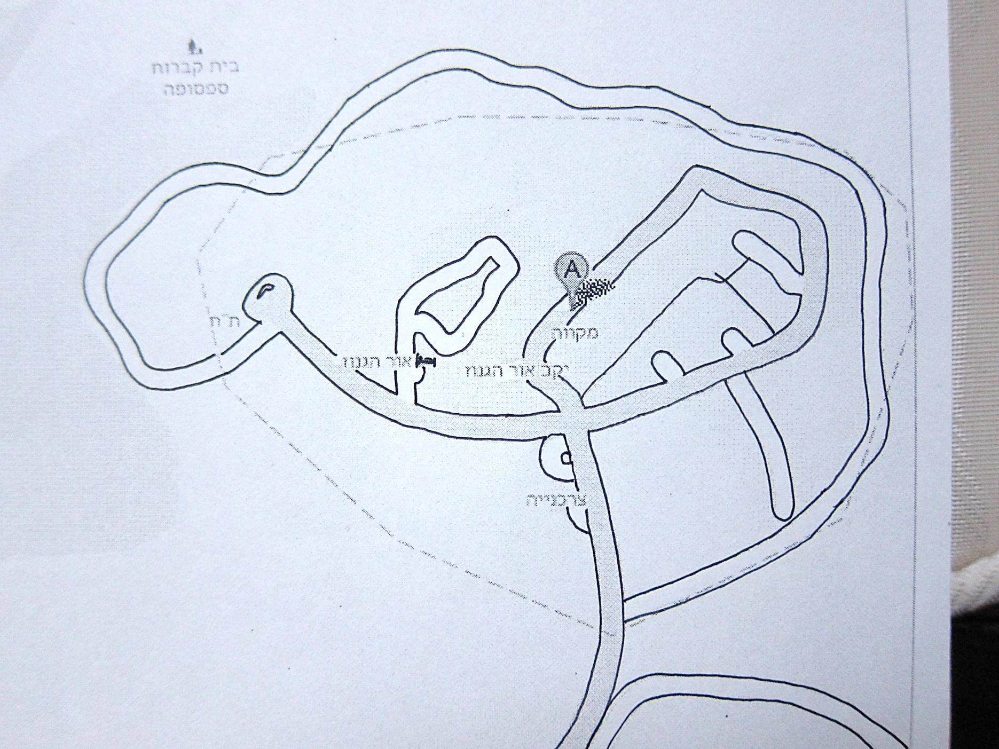 בית קברות
ספסופה
A
ת"ת
מקווה
אור הגנוז
יקב אור הגנוז
צרכנייה